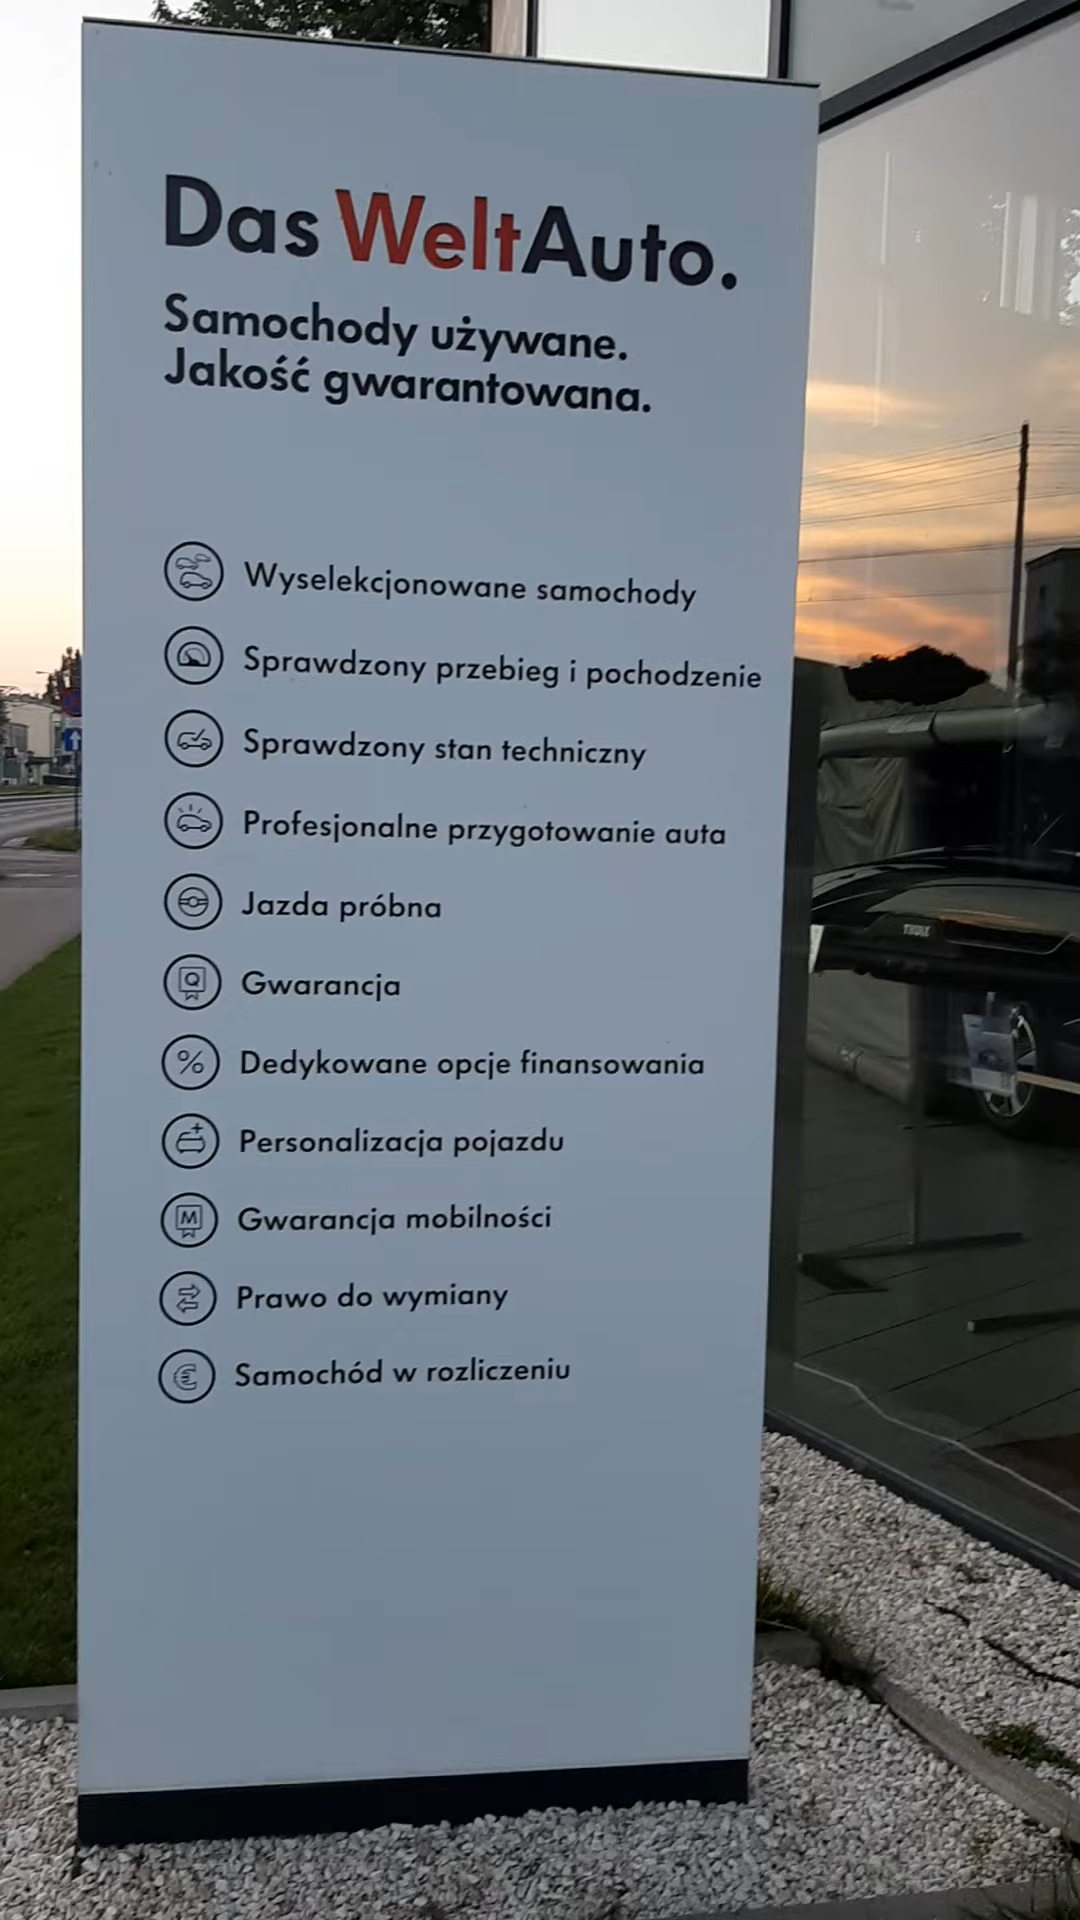 Das WeltAuto.
Samochody używane.
Jakość gwarantowana.
Wyselekcjonowane samochody
Sprawdzony przebieg i pochodzenie
Sprawdzony stan techniczny
Profesjonalne przygotowanie auta
Jazda próbna
Q Gwarancja
% Dedykowane opcje finansowania
Personalizacja pojazdu
M Gwarancja mobilności
Prawo do wymiany
€ Samochód w rozliczeniu
THULE